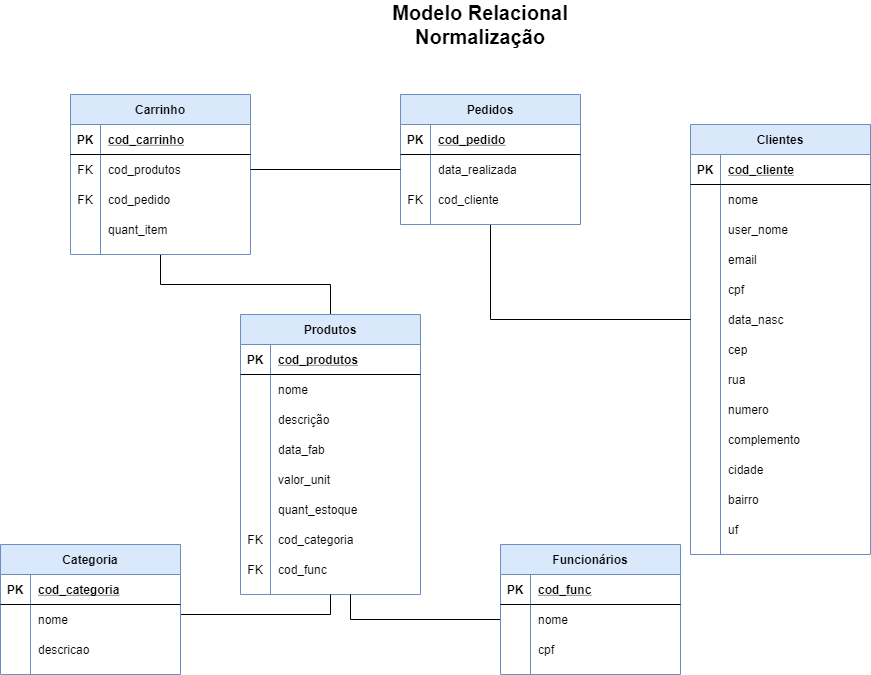 Modelo Relacional
Normalização
Carrinho
PK cod_carrinho
FK cod_produtos
FK cod_pedido
quant_item
Pedidos
PK cod_pedido
data_realizada
FK cod_cliente
Clientes
PK cod_cliente
nome
user_nome
email
cpf
data_nasc
cep
rua
numero
complemento
cidade
bairro
uf
Produtos
PK cod_produtos
nome
descrição
data_fab
valor_unit
quant_estoque
FK cod_categoria
FK cod_func
Categoria
PK cod_categoria
nome
descricao
Funcionários
PK cod_func
nome
cpf